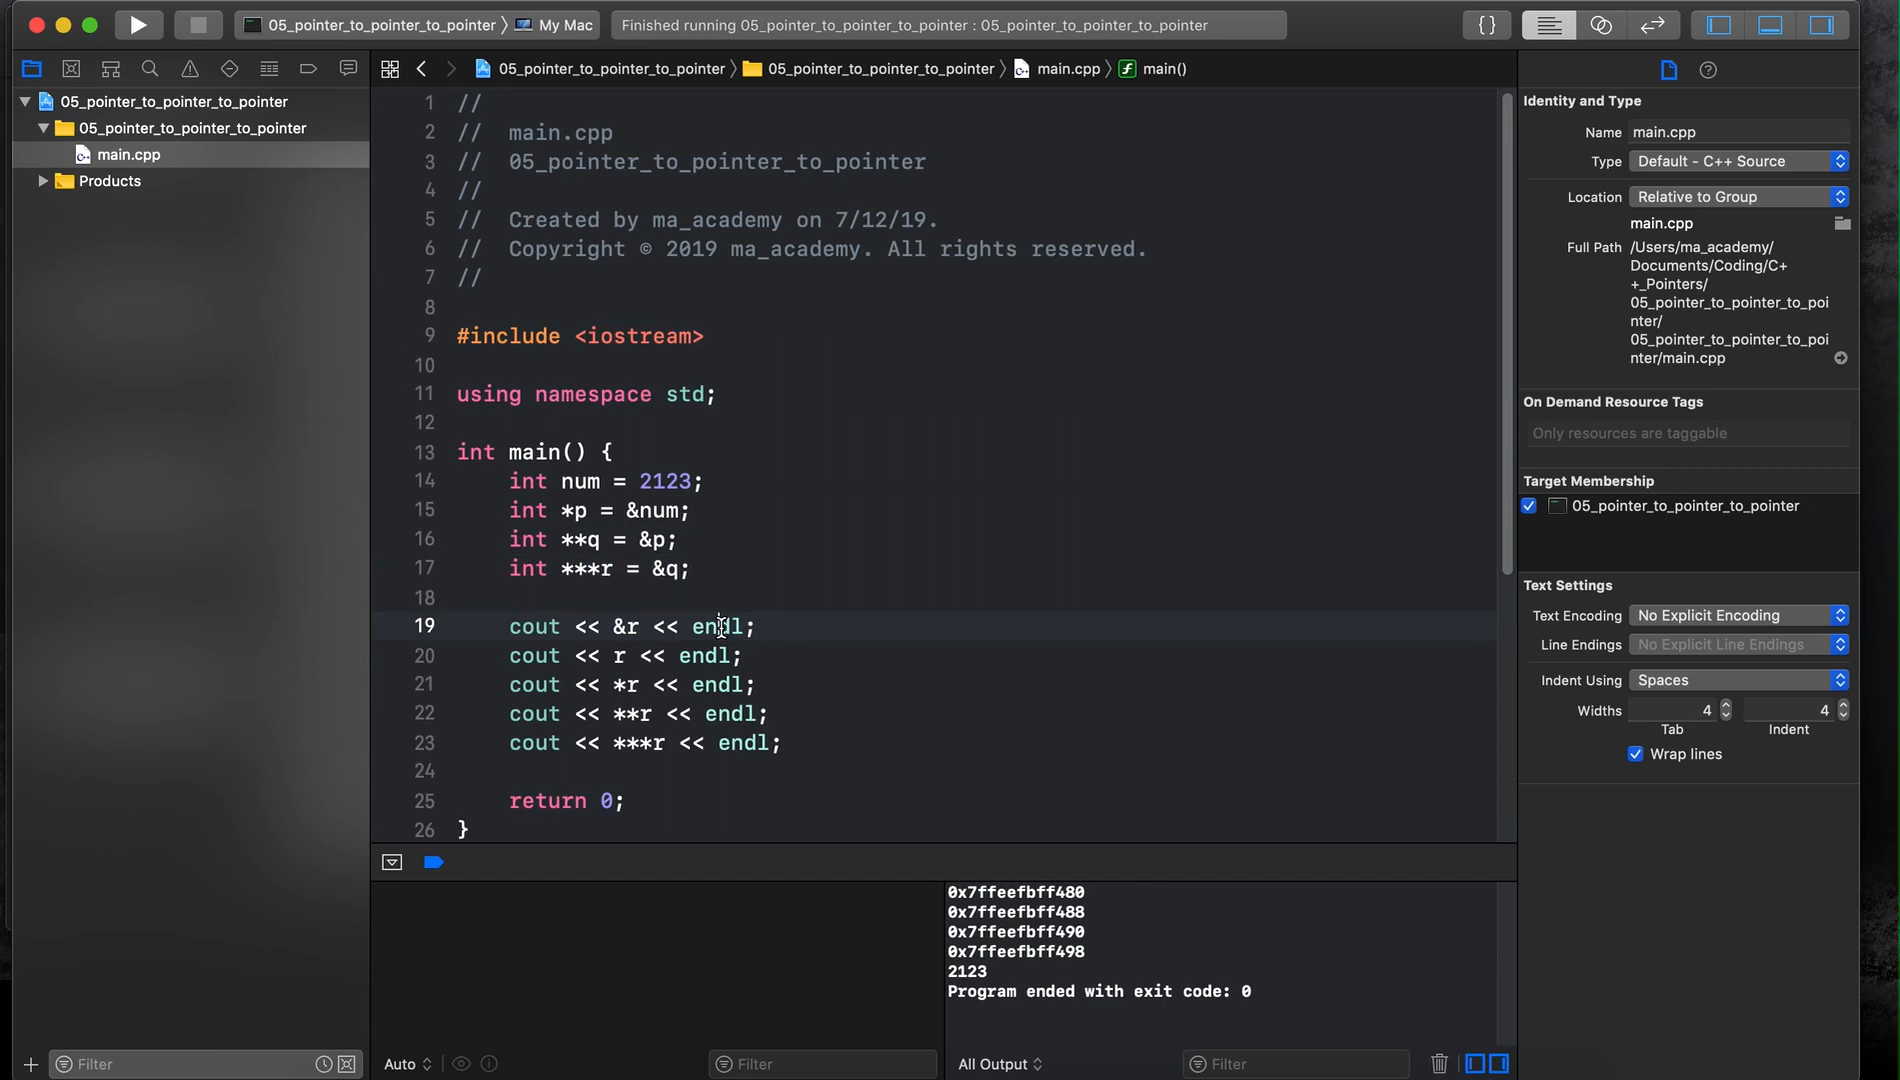 05_pointer_to_pointer_to_pointer 〉 My Mac
Finished running 05_pointer_to_pointer_to_pointer : 05_pointer_to_pointer_to_pointer
{}
05_pointer_to_pointer_to_pointer 〉 05_pointer_to_pointer_to_pointer 〉 main.cpp 〉 main()
05_pointer_to_pointer_to_pointer
05_pointer_to_pointer_to_pointer
main.cpp
Products
1 //
2 //  main.cpp
3 //  05_pointer_to_pointer_to_pointer
4 //
5 //  Created by ma_academy on 7/12/19.
6 //  Copyright © 2019 ma_academy. All rights reserved.
7 //
8
9 #include <iostream>
10
11 using namespace std;
12
13 int main() {
14     int num = 2123;
15     int *p = &num;
16     int **q = &p;
17     int ***r = &q;
18
19     cout << &r << endl;
20     cout << r << endl;
21     cout << *r << endl;
22     cout << **r << endl;
23     cout << ***r << endl;
24
25     return 0;
26 }
0x7ffeefbff480
0x7ffeefbff488
0x7ffeefbff490
0x7ffeefbff498
2123
Program ended with exit code: 0
Filter
Auto
Filter
All Output
Filter
Identity and Type
Name main.cpp
Type Default - C++ Source
Location Relative to Group
main.cpp
Full Path /Users/ma_academy/
Documents/Coding/C+
+_Pointers/
05_pointer_to_pointer_to_poi
nter/
05_pointer_to_pointer_to_poi
nter/main.cpp
On Demand Resource Tags
Only resources are taggable
Target Membership
05_pointer_to_pointer_to_pointer
Text Settings
Text Encoding No Explicit Encoding
Line Endings No Explicit Line Endings
Indent Using Spaces
Widths 4 4
Tab Indent
Wrap lines